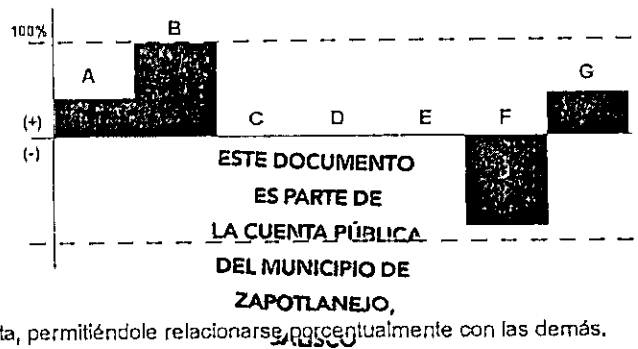 100%
B
A
G
(+)
C D E F
(-)
ESTE DOCUMENTO
ES PARTE DE
LA CUENTA PÚBLICA
DEL MUNICIPIO DE
ZAPOTLANEJO,
ta, permitiéndole relacionarse porcentualmente con las demás.
JALISCO